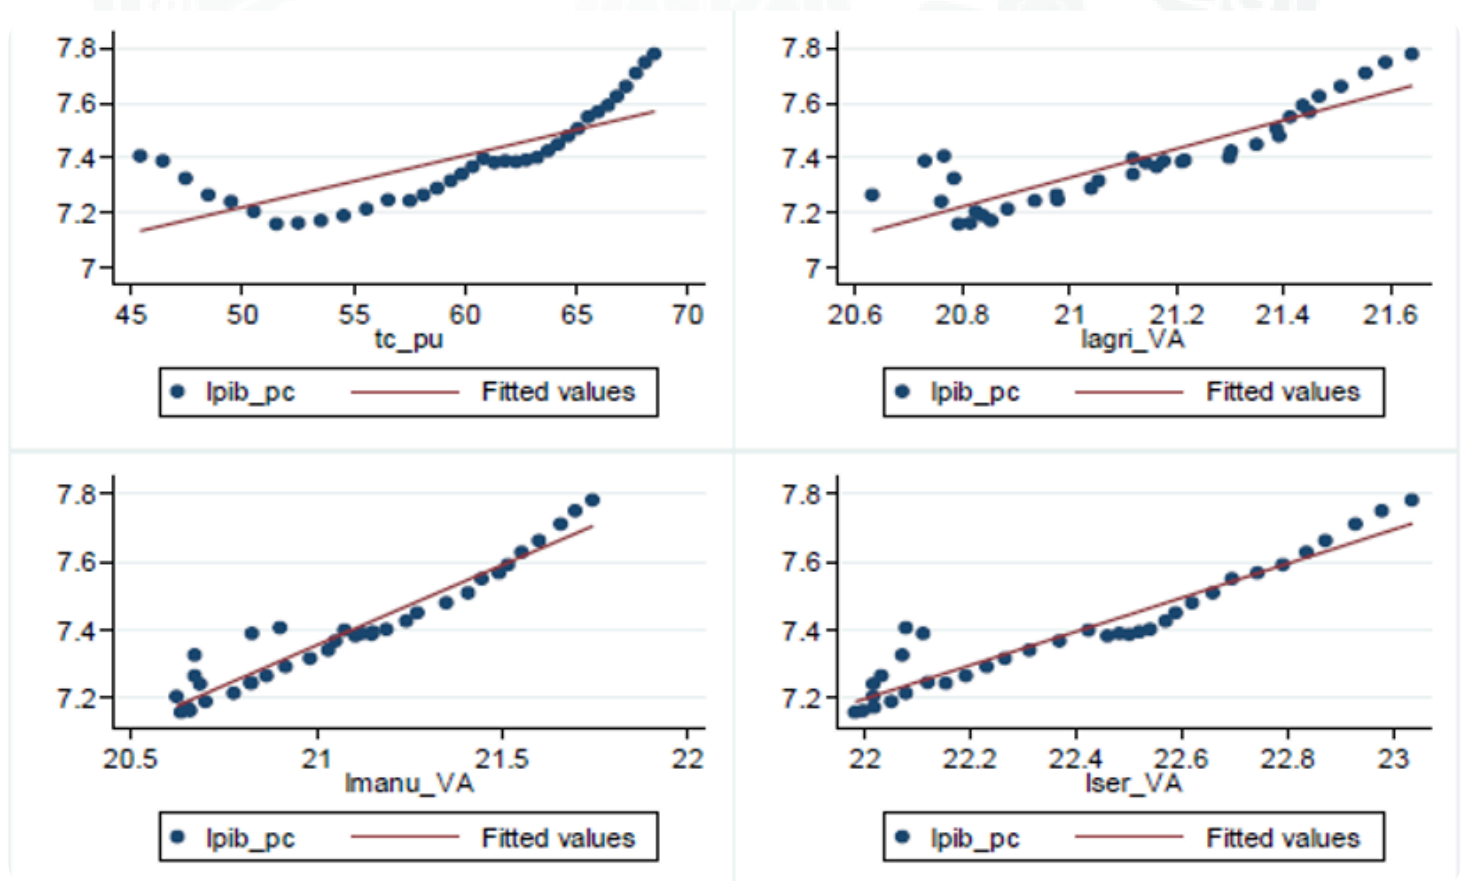 7.8
7.6
7.4
7.2
7
45 50 55 60 65 70
tc_pu
lpib_pc Fitted values
7.8
7.6
7.4
7.2
7
20.6 20.8 21 21.2 21.4 21.6
lagri_VA
lpib_pc Fitted values
7.8
7.6
7.4
7.2
20.5 21 21.5 22
lmanu_VA
lpib_pc Fitted values
7.8
7.6
7.4
7.2
22 22.2 22.4 22.6 22.8 23
lser_VA
lpib_pc Fitted values